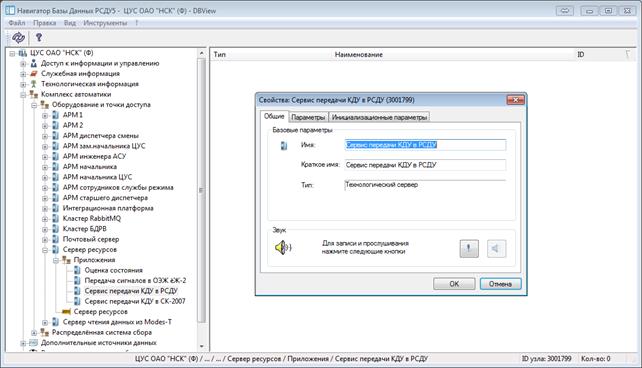 Навигатор Базы Данных РСДУ5 - ЦУС ОАО "НСК" (Ф) - DBView
Файл Правка Вид Инструменты ?
ЦУС ОАО "НСК" (Ф)
Доступ к информации и управлению
Служебная информация
Технологическая информация
Комплекс автоматики
Оборудование и точки доступа
АРМ 1
АРМ 2
АРМ диспетчера смены
АРМ зам.начальника ЦУС
АРМ инженера АСУ
АРМ начальника
АРМ начальника ЦУС
АРМ сотрудников службы режима
АРМ старшего диспетчера
Интеграционная платформа
Кластер RabbitMQ
Кластер БДРВ
Почтовый сервер
Сервер ресурсов
Приложения
Оценка состояния
Передача сигналов в ОЭЖ ёЖ-2
Сервис передачи КДУ в РСДУ
Сервис передачи КДУ в СК-2007
Сервер ресурсов
Сервер чтения данных из Modes-T
Распределённая система сбора
Дополнительные источники данных
Тип Наименование ID
Свойства: Сервис передачи КДУ в РСДУ (3001799)
Общие Параметры Инициализационные параметры
Базовые параметры
Имя: Сервис передачи КДУ в РСДУ
Краткое имя: Сервис передачи КДУ в РСДУ
Тип: Технологический сервер
Звук
Для записи и прослушивания
нажмите следующие кнопки
OK Отмена
ЦУС ОАО "НСК" (Ф) / ... / ... / Сервер ресурсов / Приложения / Сервис передачи КДУ в РСДУ ID узла: 3001799 Кол-во: 0